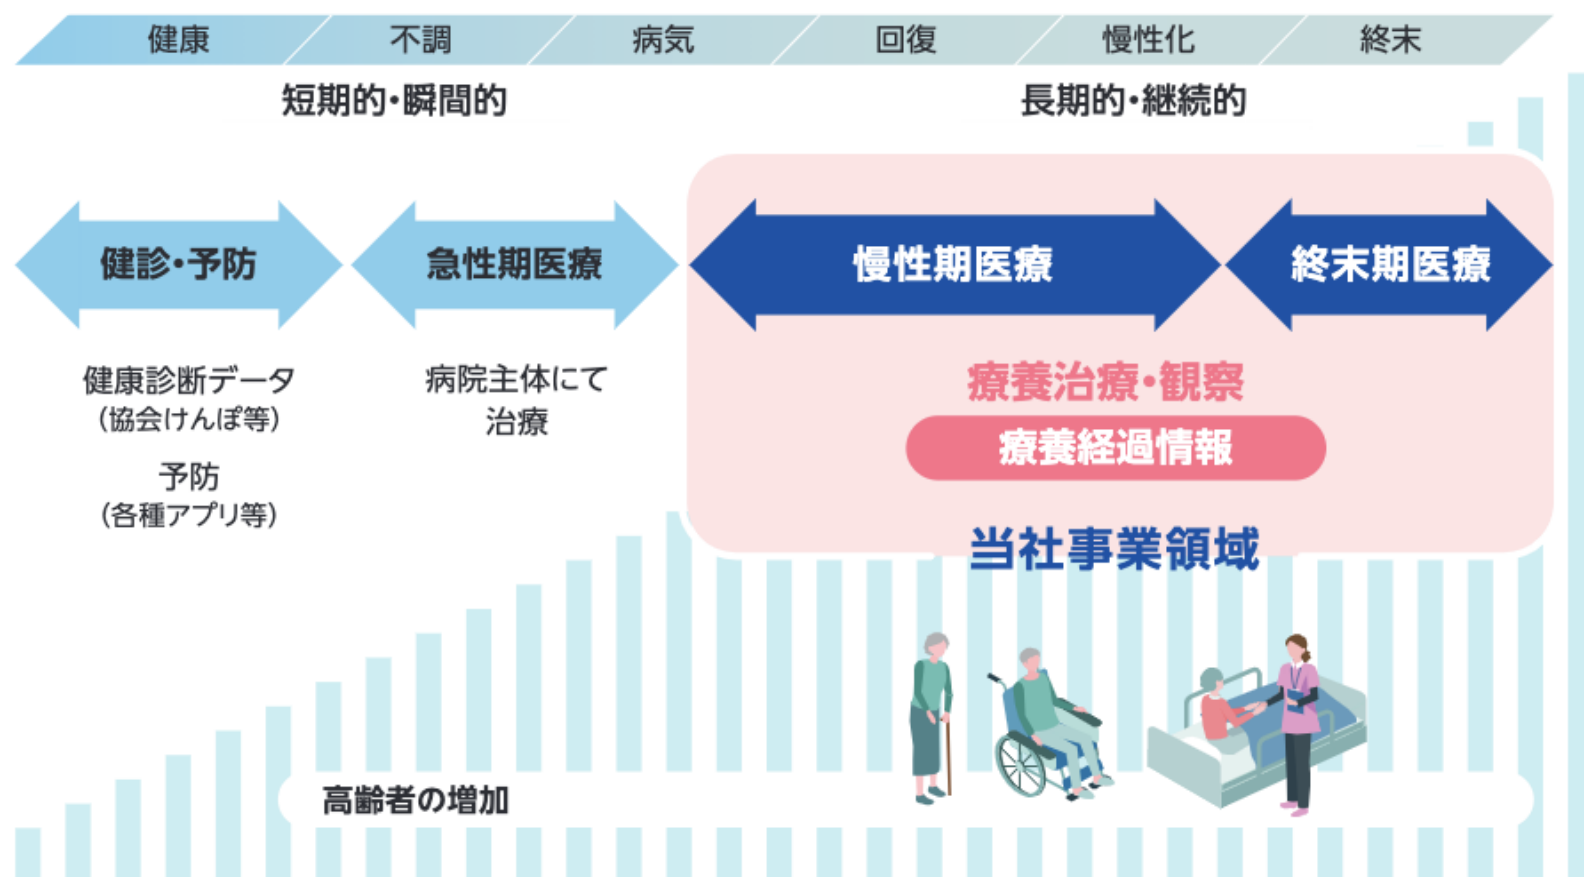 健康
不調
病気
回復
慢性化
終末
短期的・瞬間的
長期的・継続的
健診・予防
急性期医療
慢性期医療
終末期医療
健康診断データ
（協会けんぽ等）
予防
（各種アプリ等）
病院主体にて
治療
療養治療・観察
療養経過情報
当社事業領域
高齢者の増加